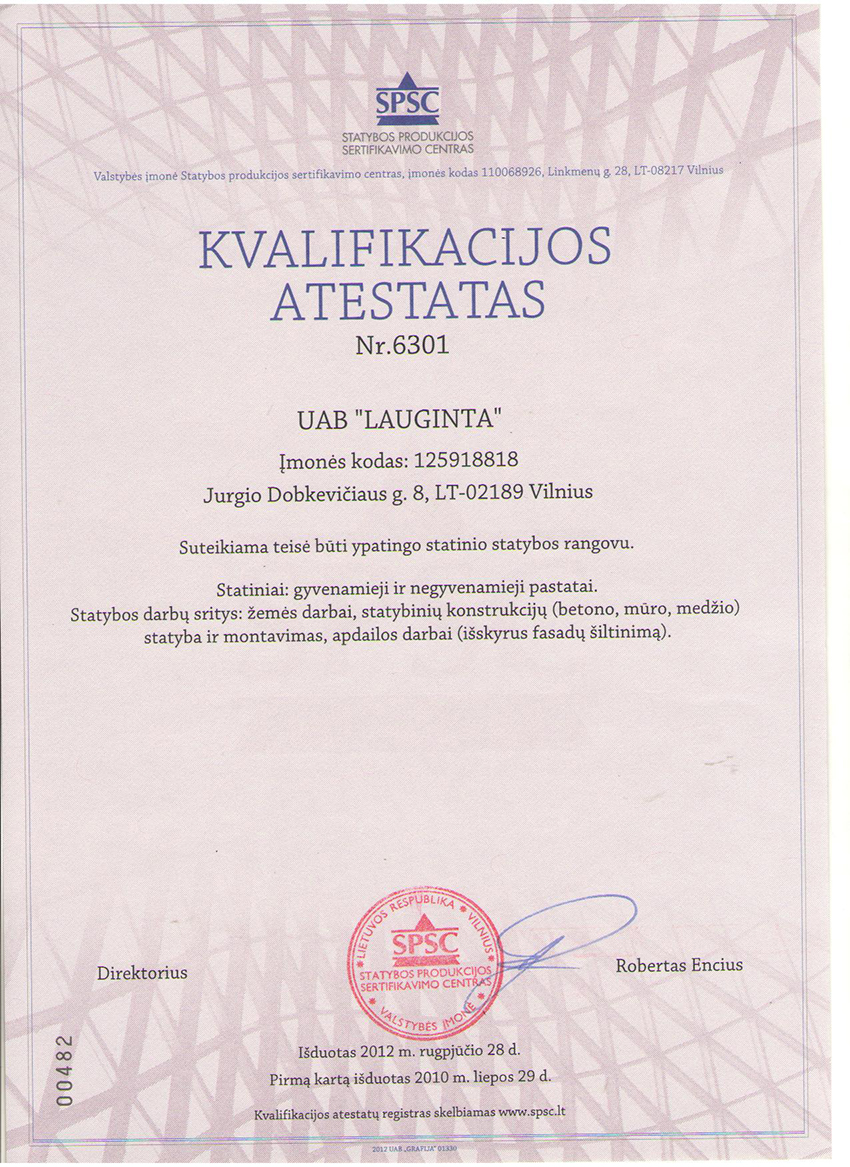 SPSC
STATYBOS PRODUKCIJOS
SERTIFIKAVIMO CENTRAS
Valstybės įmonė Statybos produkcijos sertifikavimo centras, įmonės kodas 110068926, Linkmenų g. 28, LT-08217 Vilnius
KVALIFIKACIJOS
ATESTATAS
Nr.6301
UAB "LAUGINTA"
Įmonės kodas: 125918818
Jurgio Dobkevičiaus g. 8, LT-02189 Vilnius
Suteikiama teisė būti ypatingo statinio statybos rangovu.
Statiniai: gyvenamieji ir negyvenamieji pastatai.
Statybos darbų sritys: žemės darbai, statybinių konstrukcijų (betono, mūro, medžio)
statyba ir montavimas, apdailos darbai (išskyrus fasadų šiltinimą).
LIETUVOS RESPUBLIKA * VILNIUS
SPSC
STATYBOS PRODUKCIJOS
SERTIFIKAVIMO CENTRAS
* VALSTYBĖS ĮMONĖ *
Direktorius
Robertas Encius
00482
Išduotas 2012 m. rugpjūčio 28 d.
Pirmą kartą išduotas 2010 m. liepos 29 d.
Kvalifikacijos atestatų registras skelbiamas www.spsc.lt
2012 UAB „GRAFIJA" 01330